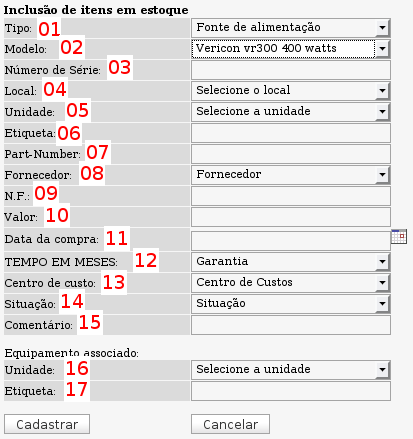 Inclusão de itens em estoque
Tipo: 01 Fonte de alimentação
Modelo: 02 Vericon vr300 400 watts
Número de Série: 03
Local: 04 Selecione o local
Unidade: 05 Selecione a unidade
Etiqueta: 06
Part-Number: 07
Fornecedor: 08 Fornecedor
N.F.: 09
Valor: 10
Data da compra: 11
TEMPO EM MESES: 12 Garantia
Centro de custo: 13 Centro de Custos
Situação: 14 Situação
Comentário: 15
Equipamento associado:
Unidade: 16 Selecione a unidade
Etiqueta: 17
Cadastrar Cancelar